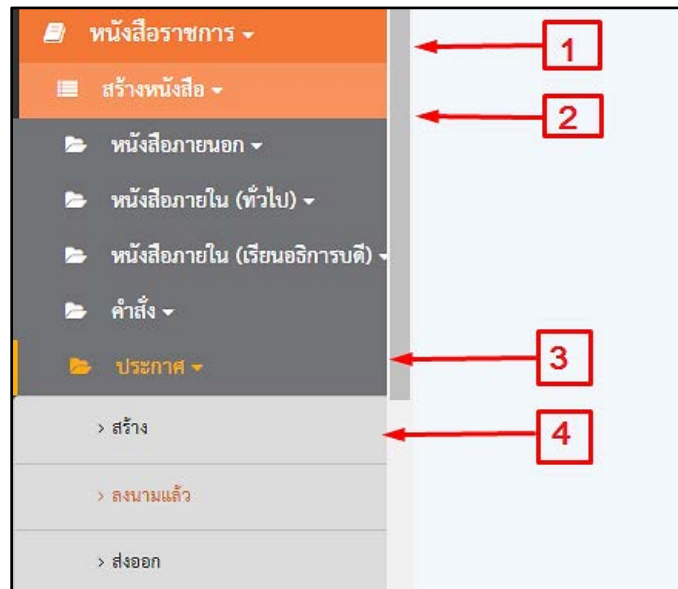 หนังสือราชการ
1
สร้างหนังสือ
2
หนังสือภายนอก
หนังสือภายใน (ทั่วไป)
หนังสือภายใน (เรียนอธิการบดี)
คำสั่ง
ประกาศ
3
> สร้าง
4
> ลงนามแล้ว
> ส่งออก